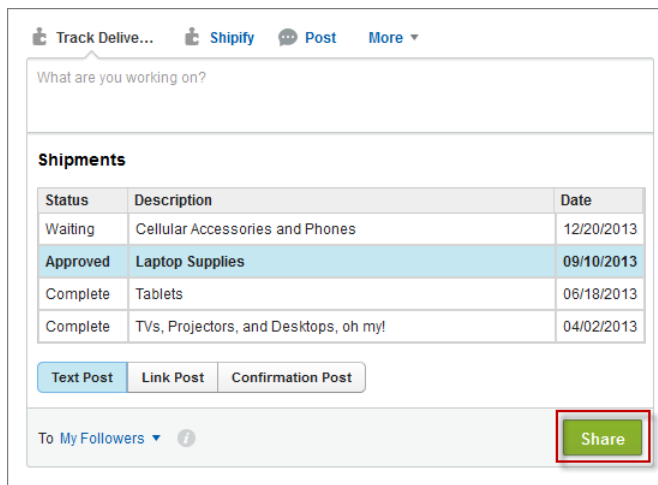 Track Delive... Shipify Post More
What are you working on?
Shipments
Status Description Date
Waiting Cellular Accessories and Phones 12/20/2013
Approved Laptop Supplies 09/10/2013
Complete Tablets 06/18/2013
Complete TVs, Projectors, and Desktops, oh my! 04/02/2013
Text Post Link Post Confirmation Post
To My Followers i Share